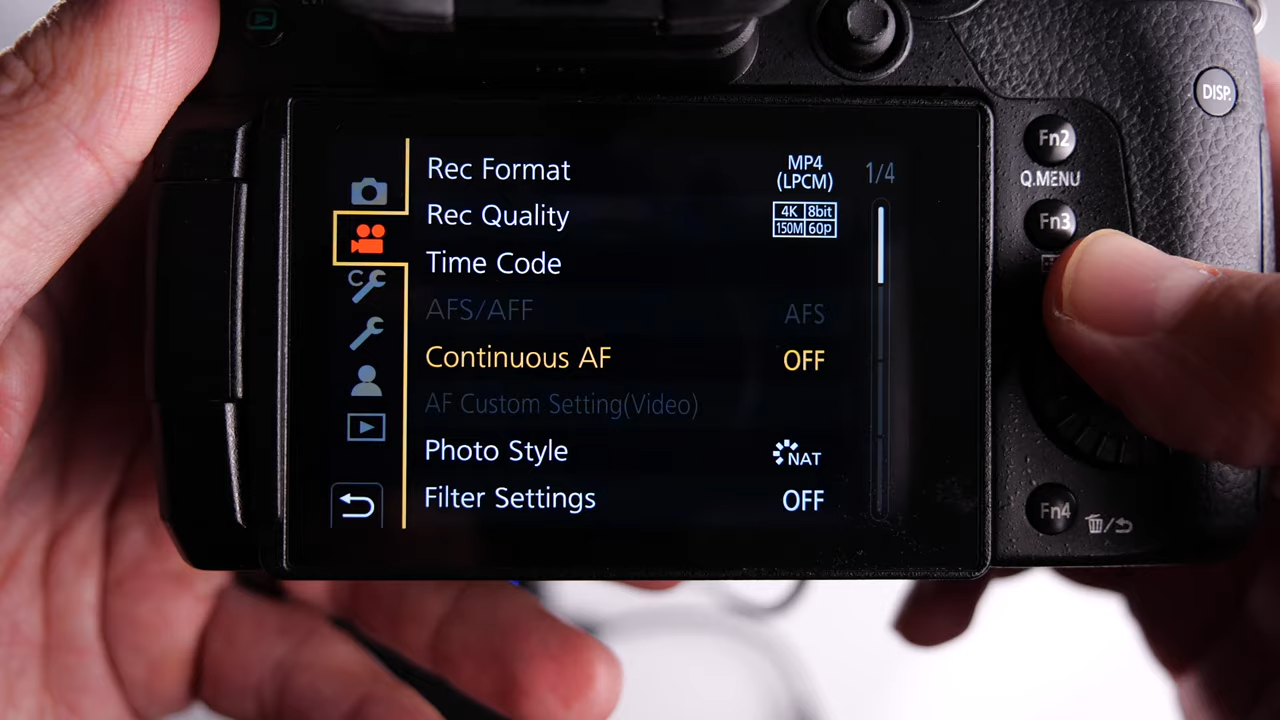 DISP.
Fn2
Q.MENU
Fn3
Fn4
Rec Format MP4 (LPCM) 1/4
Rec Quality 4K 8bit 150M 60p
Time Code
AFS/AFF AFS
Continuous AF OFF
AF Custom Setting(Video)
Photo Style NAT
Filter Settings OFF
C